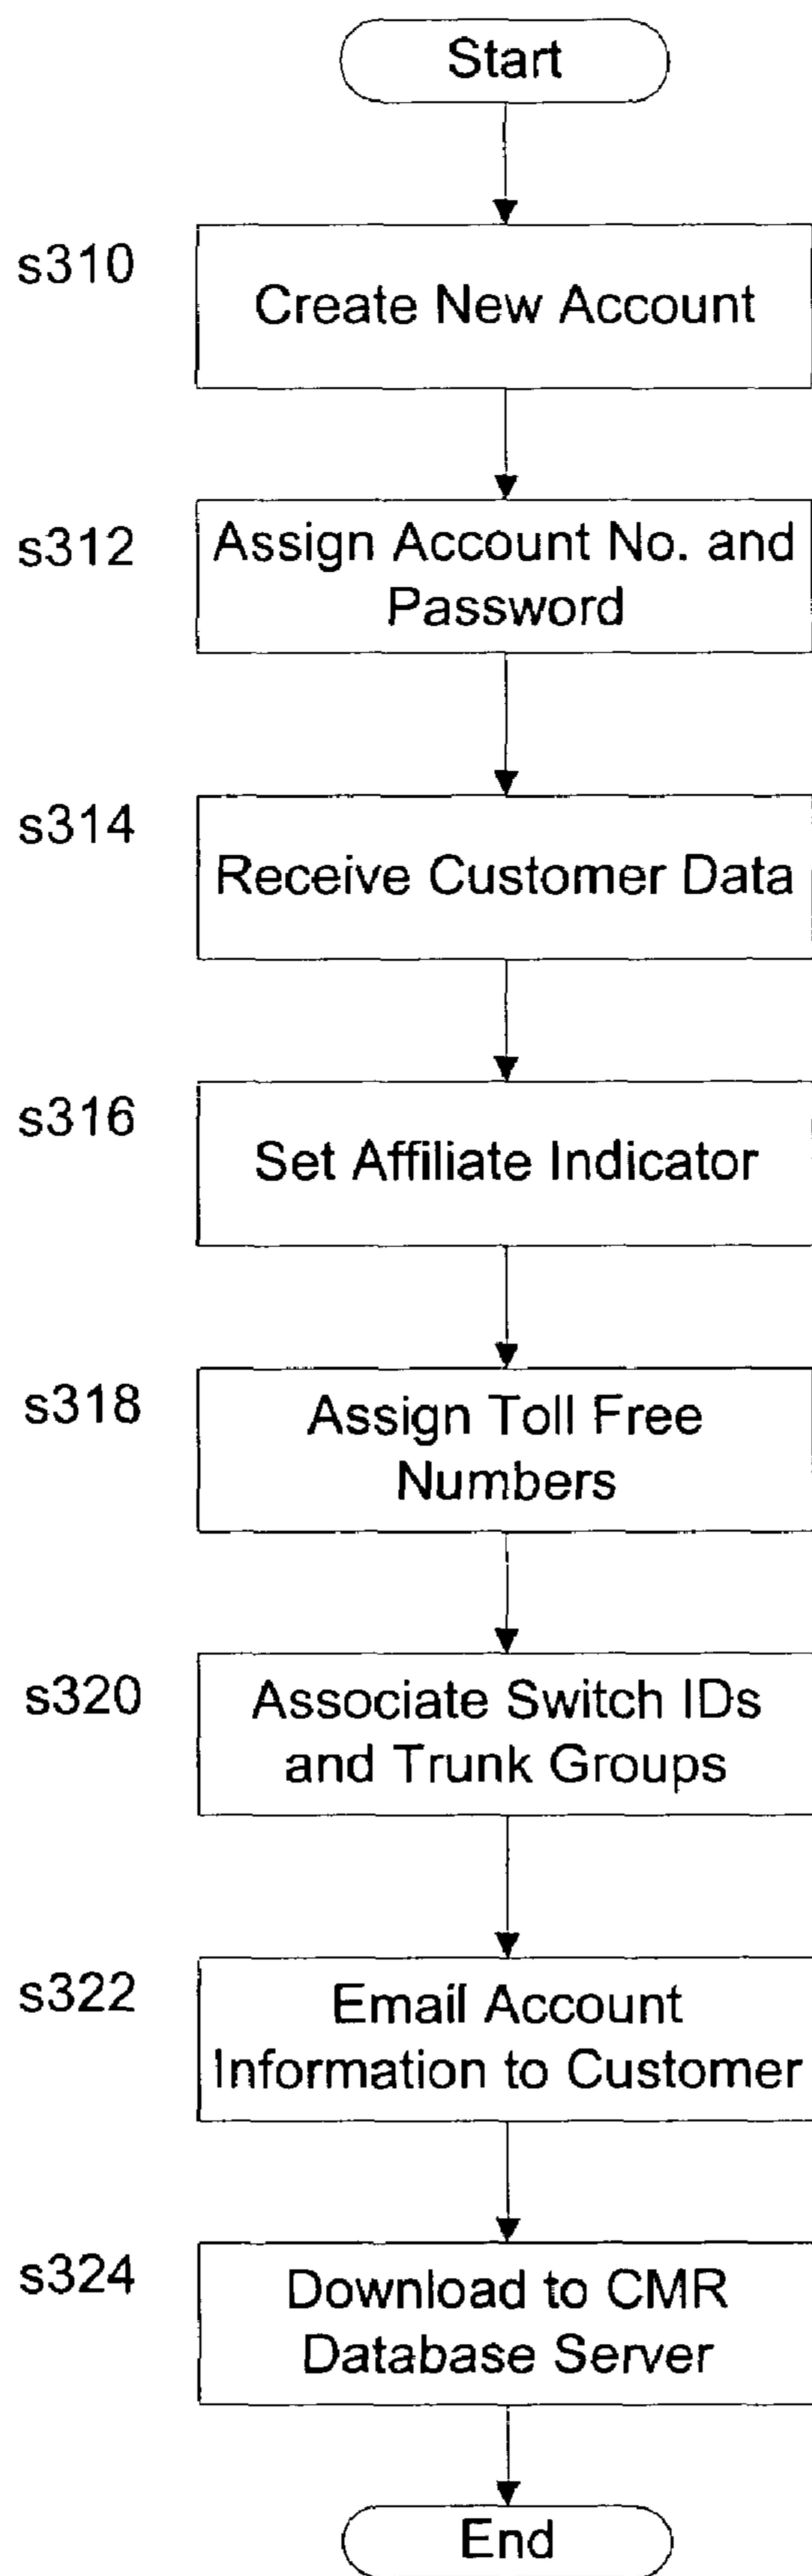 Start
s310
Create New Account
s312
Assign Account No. and
Password
s314
Receive Customer Data
s316
Set Affiliate Indicator
s318
Assign Toll Free
Numbers
s320
Associate Switch IDs
and Trunk Groups
s322
Email Account
Information to Customer
s324
Download to CMR
Database Server
End